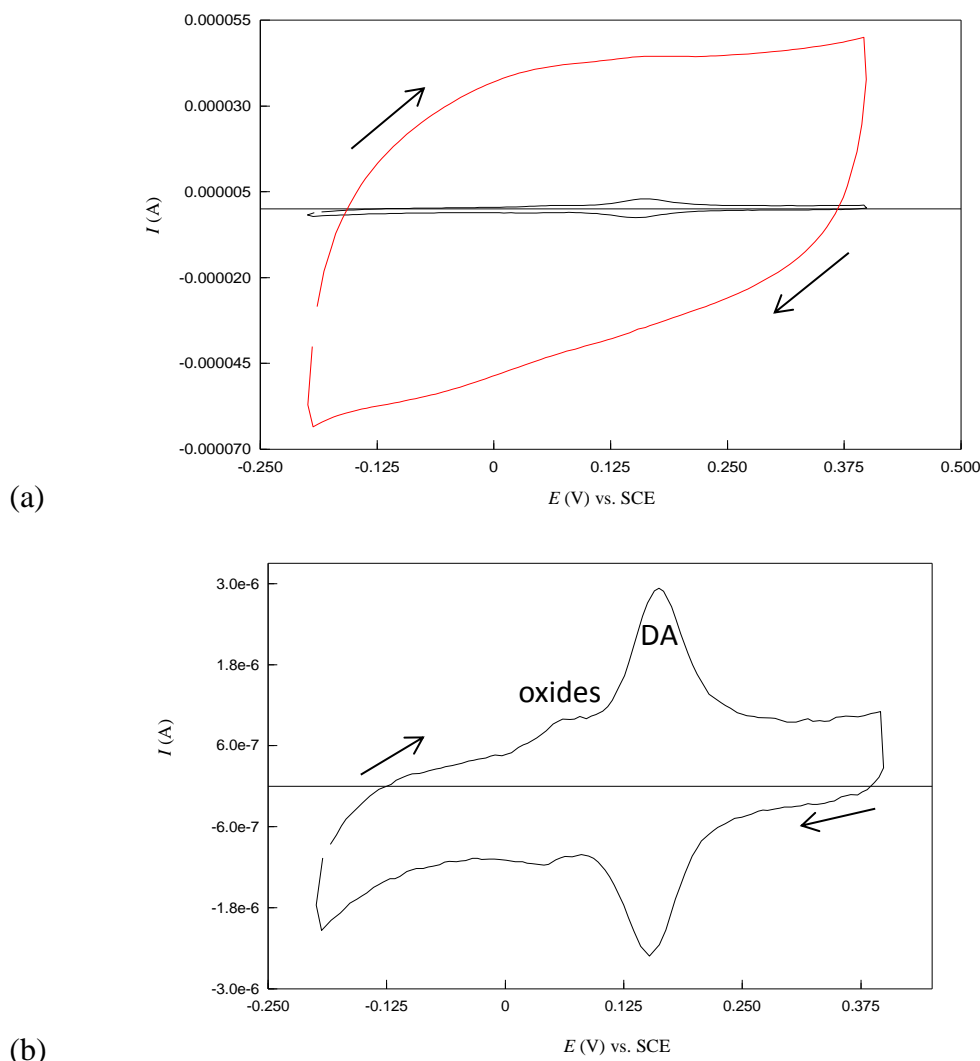 0.000055
0.000030
0.000005
-0.000020
-0.000045
-0.000070
I (A)
-0.250 -0.125 0 0.125 0.250 0.375 0.500
E (V) vs. SCE
(a)
3.0e-6
1.8e-6
6.0e-7
-6.0e-7
-1.8e-6
-3.0e-6
I (A)
DA
oxides
-0.250 -0.125 0 0.125 0.250 0.375
E (V) vs. SCE
(b)